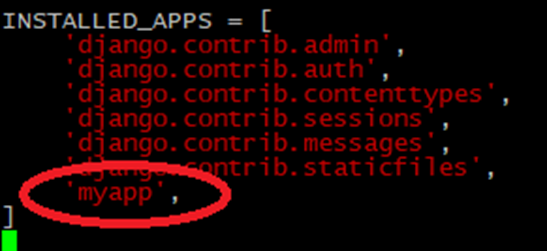 INSTALLED_APPS = [
'django.contrib.admin',
'django.contrib.auth',
'django.contrib.contenttypes',
'django.contrib.sessions',
'django.contrib.messages',
'django.contrib.staticfiles',
'myapp',
]